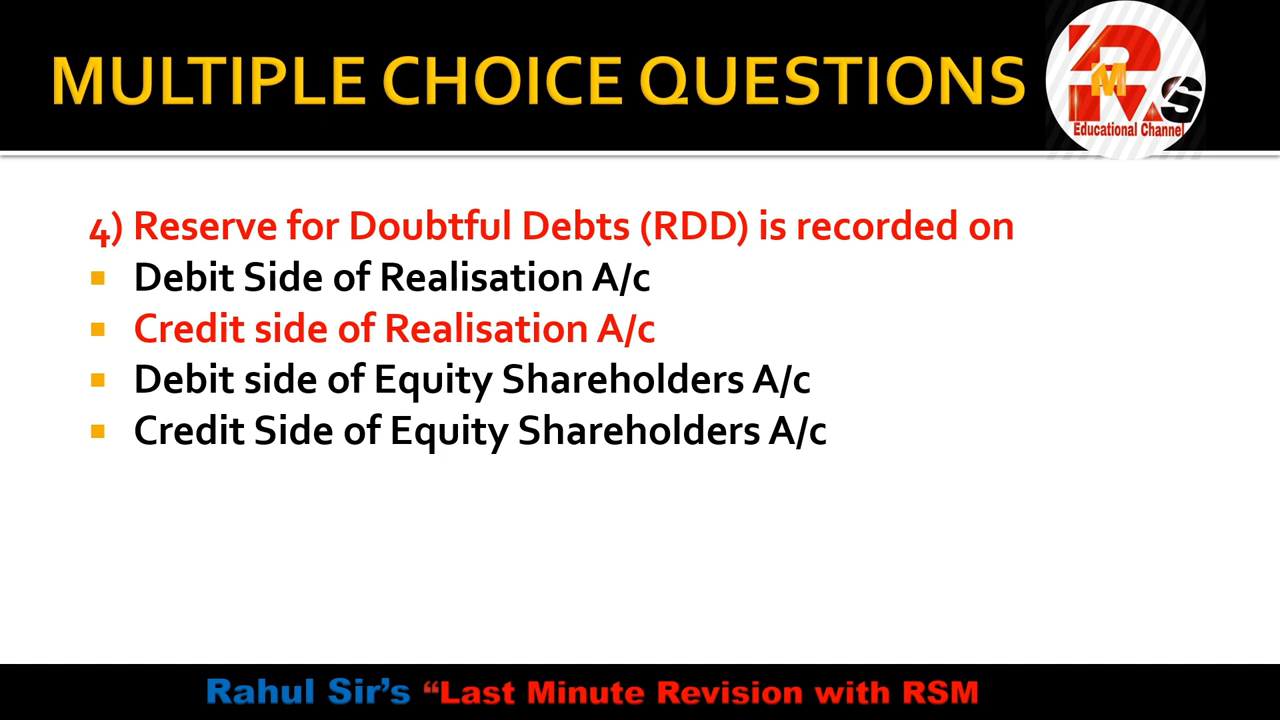 MULTIPLE CHOICE QUESTIONS
RMS
Educational Channel
4) Reserve for Doubtful Debts (RDD) is recorded on
Debit Side of Realisation A/c
Credit side of Realisation A/c
Debit side of Equity Shareholders A/c
Credit Side of Equity Shareholders A/c
Rahul Sir's “Last Minute Revision with RSM